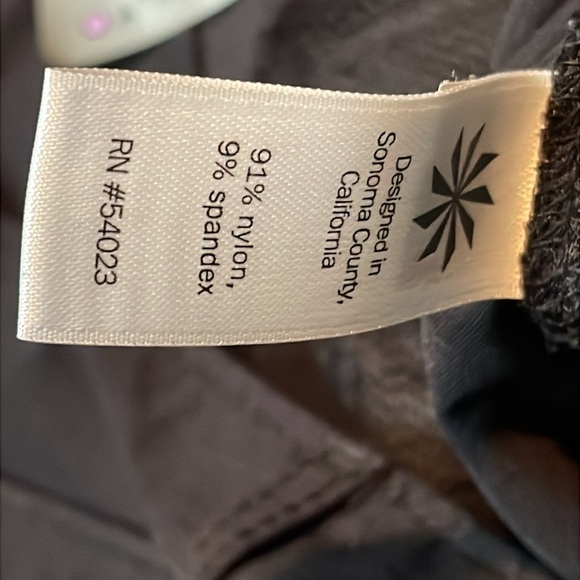 Designed in
Sonoma County,
California
91% nylon,
9% spandex
RN #54023